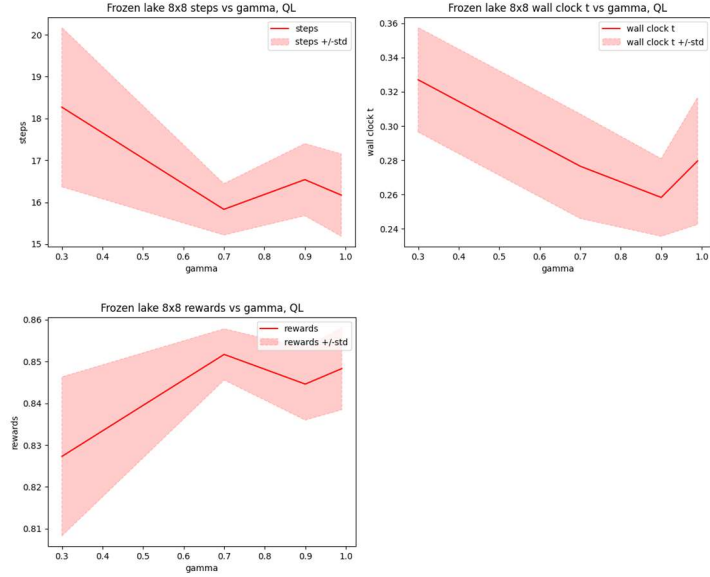 Frozen lake 8x8 steps vs gamma, QL
steps
steps +/-std
20
19
18
17
16
15
steps
0.3 0.4 0.5 0.6 0.7 0.8 0.9 1.0
gamma
Frozen lake 8x8 wall clock t vs gamma, QL
wall clock t
wall clock t +/-std
0.36
0.34
0.32
0.30
0.28
0.26
0.24
wall clock t
0.3 0.4 0.5 0.6 0.7 0.8 0.9 1.0
gamma
Frozen lake 8x8 rewards vs gamma, QL
rewards
rewards +/-std
0.86
0.85
0.84
0.83
0.82
0.81
rewards
0.3 0.4 0.5 0.6 0.7 0.8 0.9 1.0
gamma